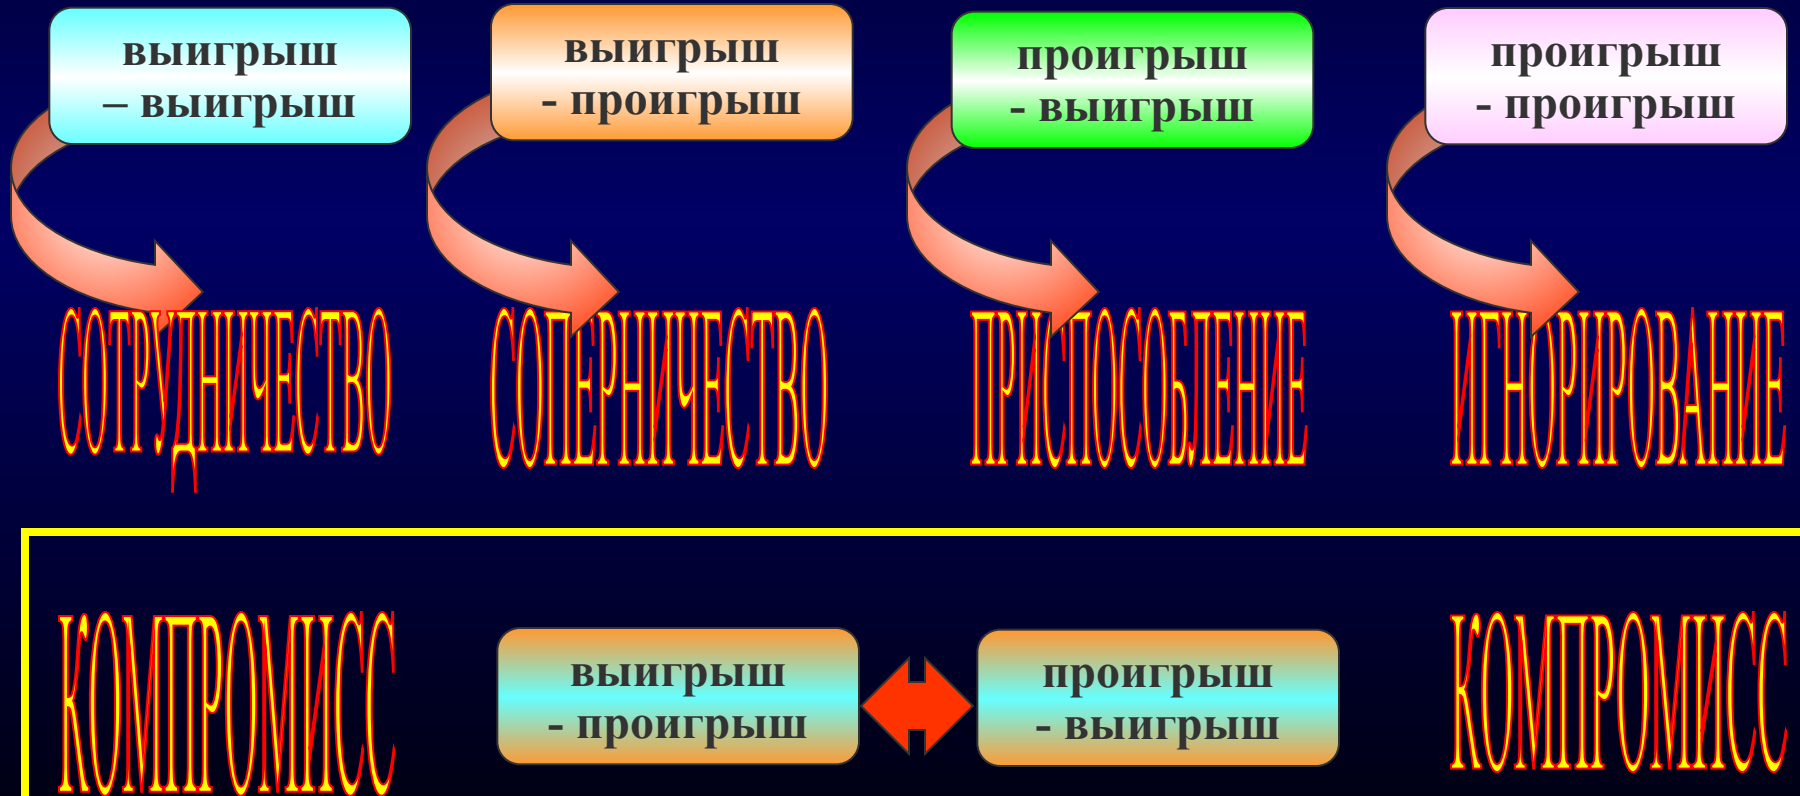 выигрыш
– выигрыш
выигрыш
- проигрыш
проигрыш
- выигрыш
проигрыш
- проигрыш
СОТРУДНИЧЕСТВО
СОПЕРНИЧЕСТВО
ПРИСПОСОБЛЕНИЕ
ИГНОРИРОВАНИЕ
КОМПРОМИСС
выигрыш
- проигрыш
проигрыш
- выигрыш
КОМПРОМИСС